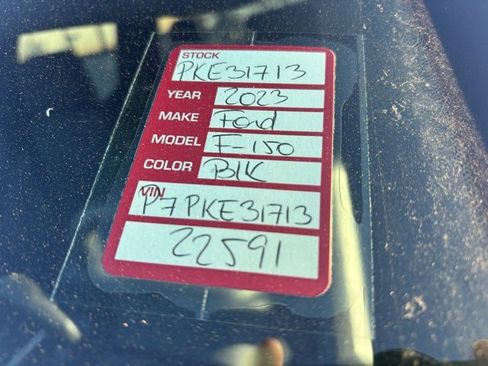 STOCK
PKE31713
YEAR 2023
MAKE Ford
MODEL F-150
COLOR Blk
VIN
P7PKE31713
22591